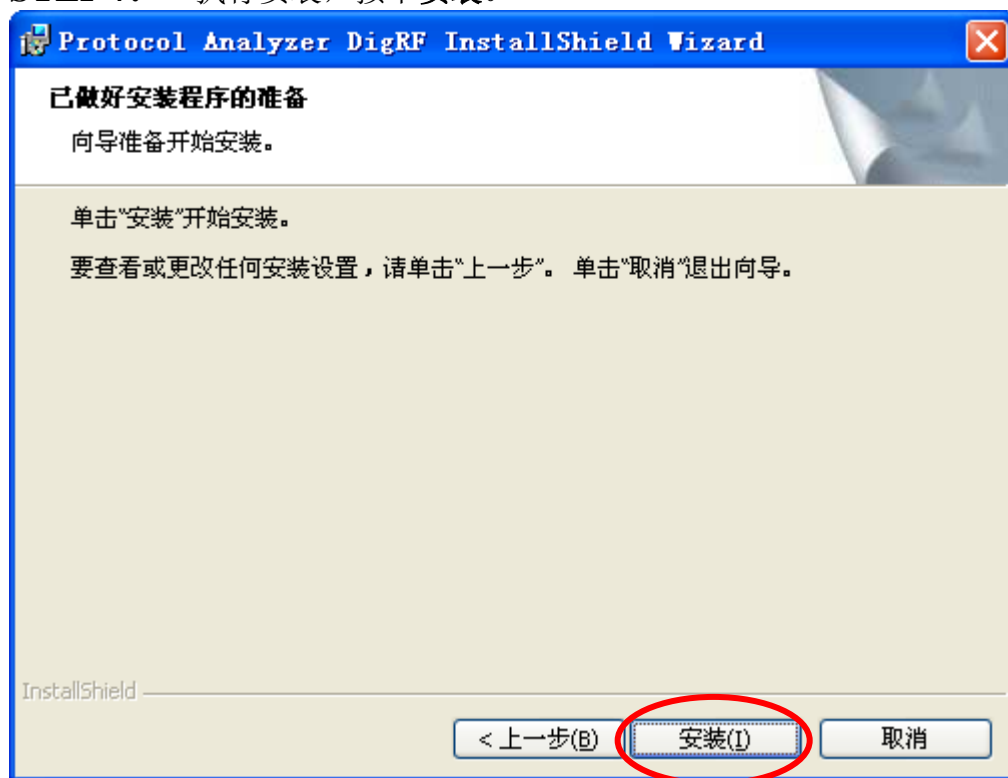 Protocol Analyzer DigRF InstallShield Wizard
已做好安装程序的准备
向导准备开始安装。
单击“安装”开始安装。
要查看或更改任何安装设置，请单击“上一步”。 单击“取消”退出向导。
InstallShield
< 上一步(B) 安装(I) 取消